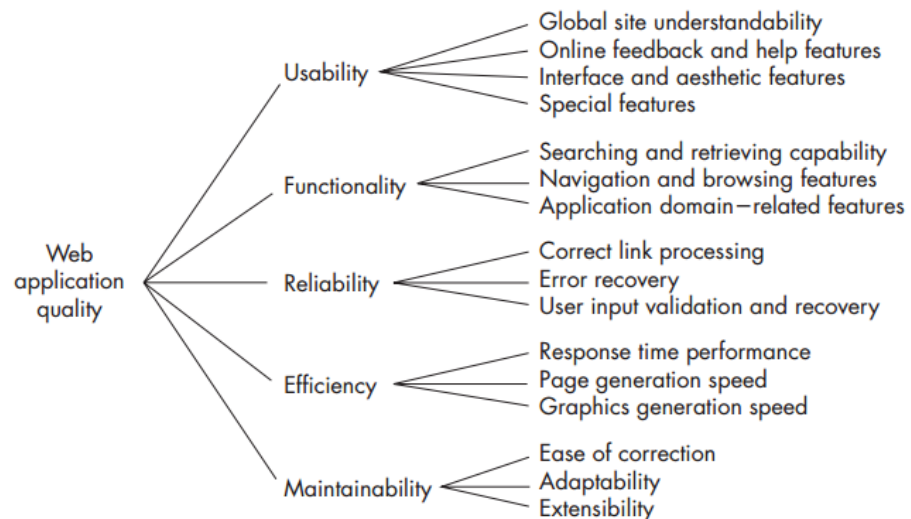 Web
application
quality
Usability
Global site understandability
Online feedback and help features
Interface and aesthetic features
Special features
Functionality
Searching and retrieving capability
Navigation and browsing features
Application domain–related features
Reliability
Correct link processing
Error recovery
User input validation and recovery
Efficiency
Response time performance
Page generation speed
Graphics generation speed
Maintainability
Ease of correction
Adaptability
Extensibility